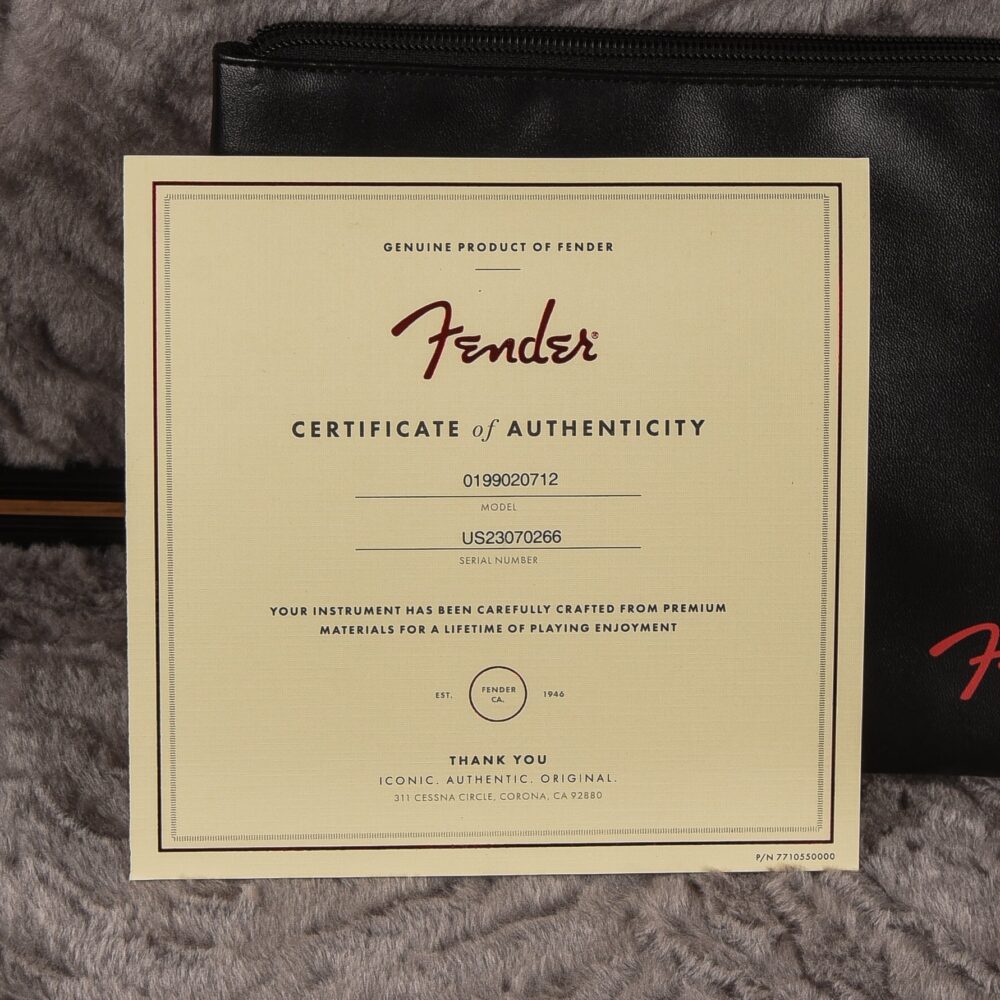 GENUINE PRODUCT OF FENDER
Fender®
CERTIFICATE of AUTHENTICITY
0199020712
MODEL
US23070266
SERIAL NUMBER
YOUR INSTRUMENT HAS BEEN CAREFULLY CRAFTED FROM PREMIUM
MATERIALS FOR A LIFETIME OF PLAYING ENJOYMENT
EST. FENDER CA. 1946
THANK YOU
ICONIC. AUTHENTIC. ORIGINAL.
311 CESSNA CIRCLE, CORONA, CA 92880
P/N 7710550000
F